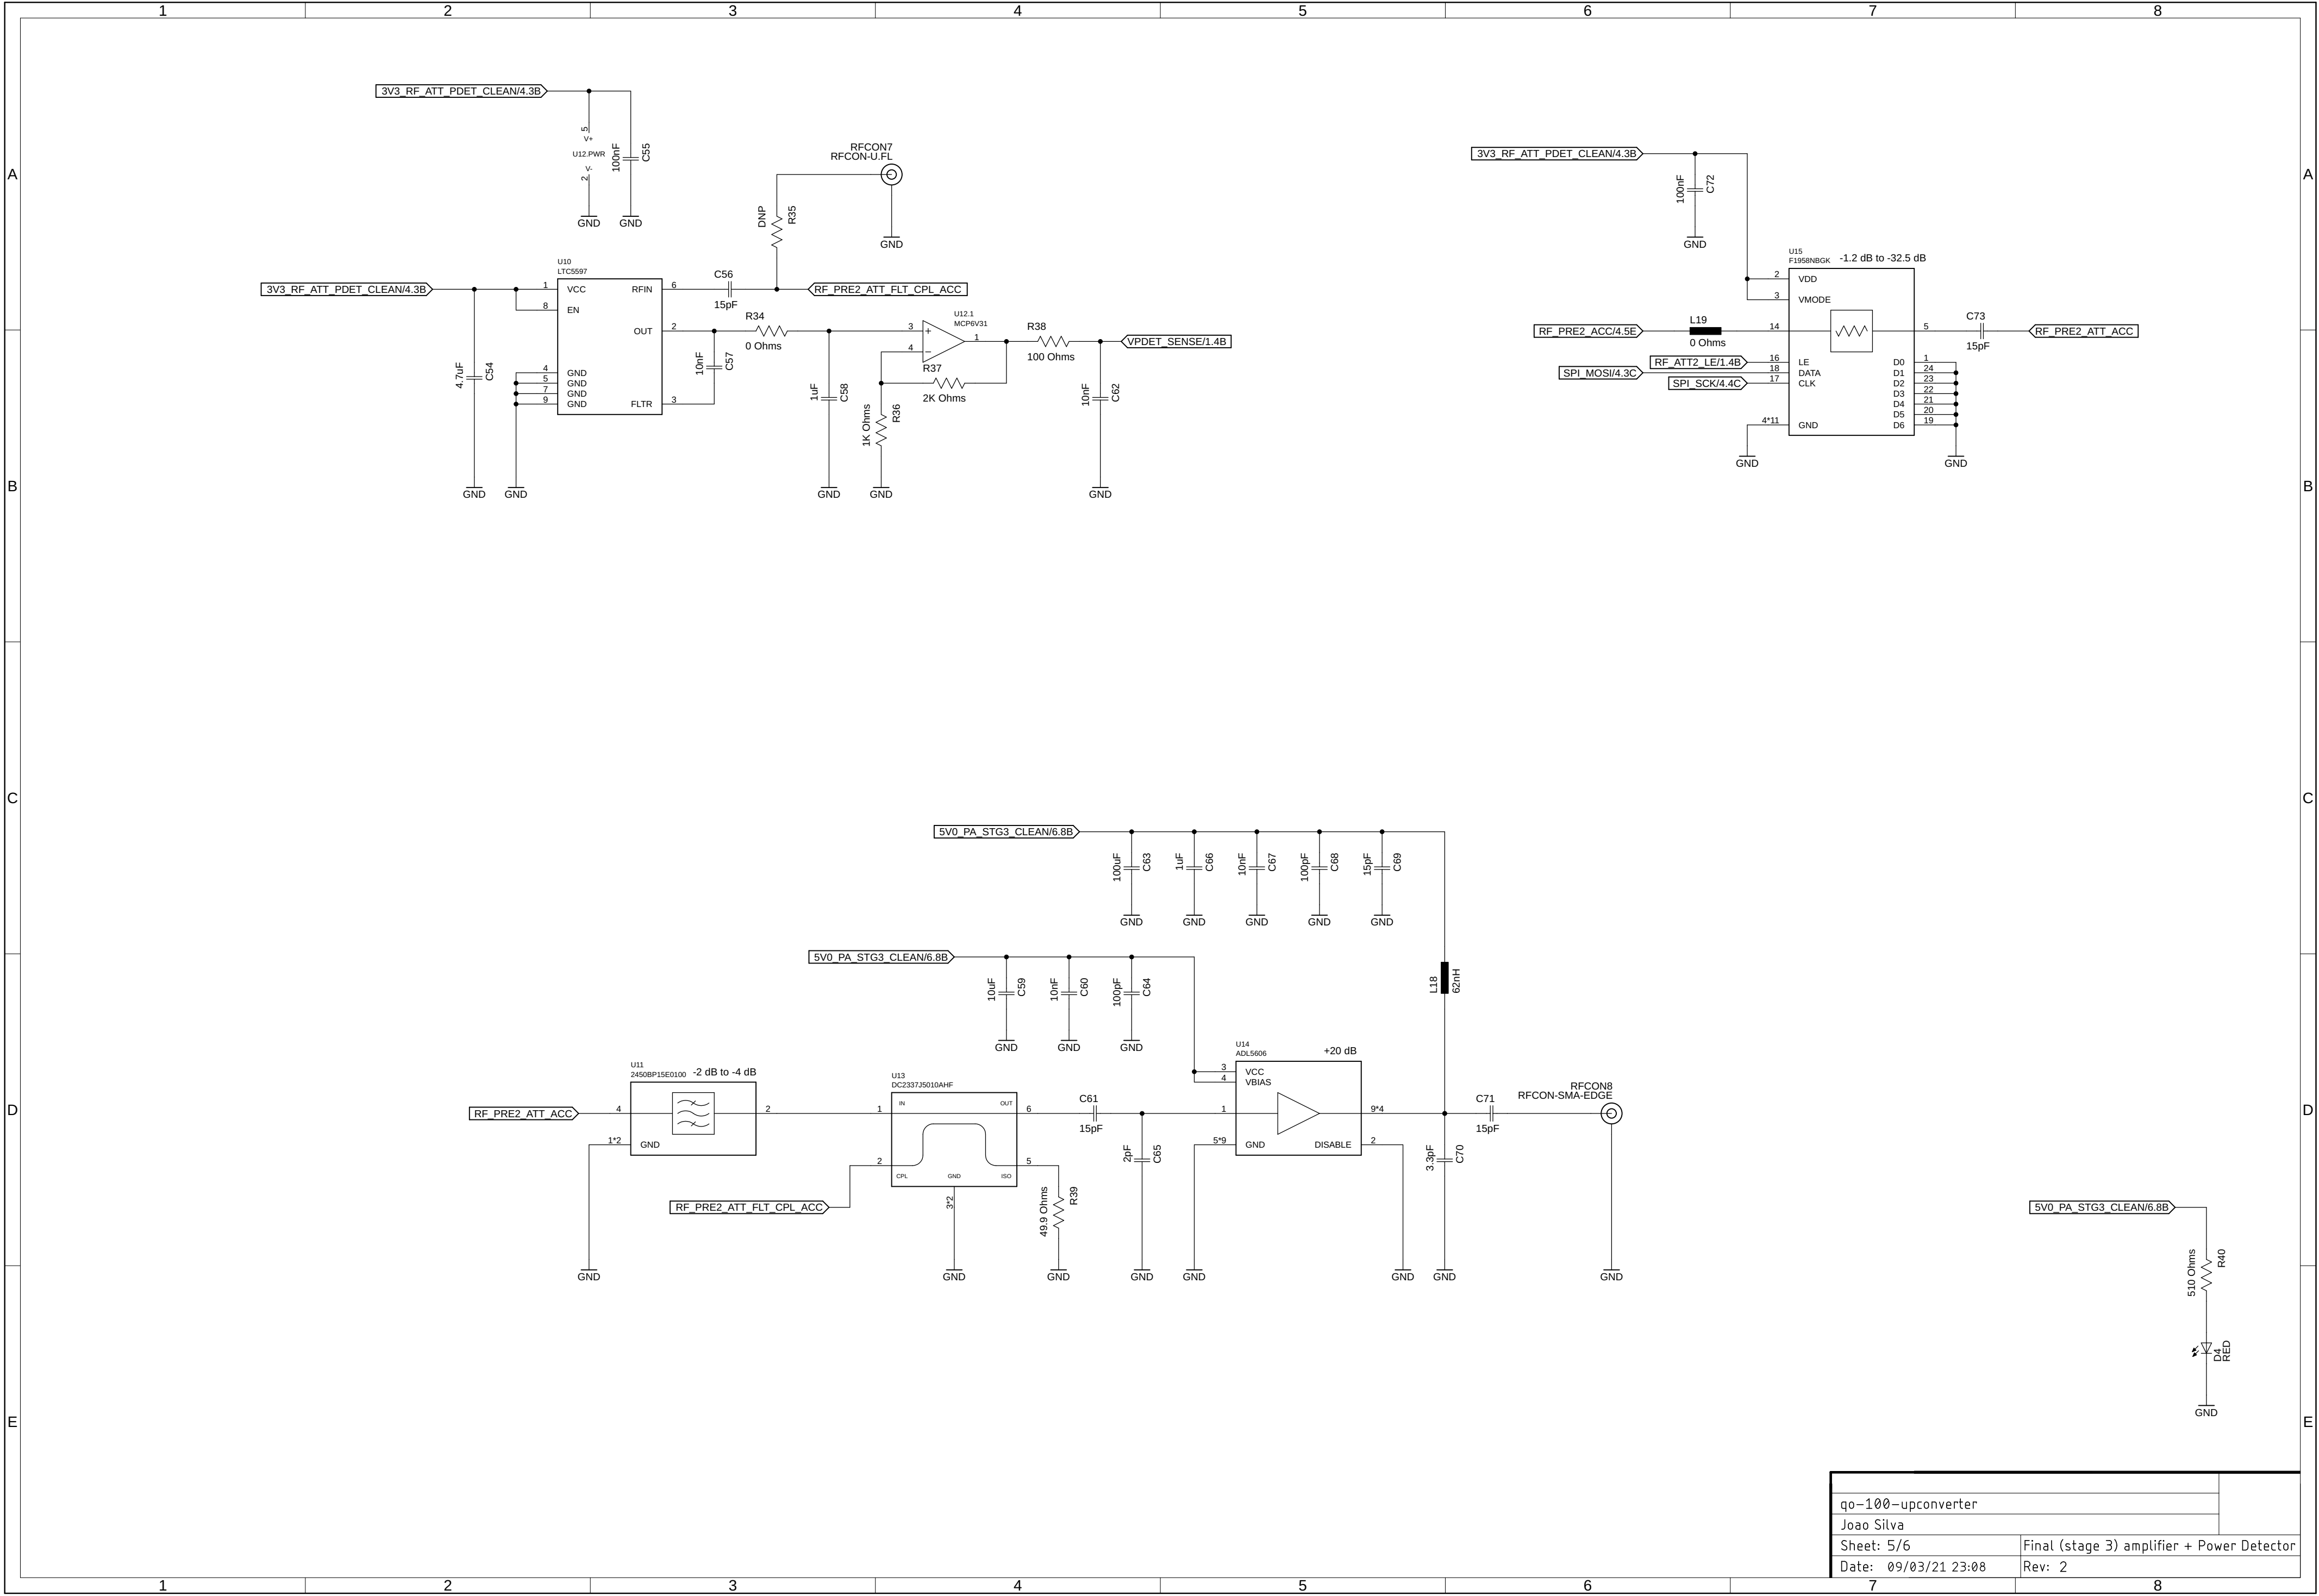 1 2 3 4 5 6 7 8
A A
B B
C C
D D
E E
3V3_RF_ATT_PDET_CLEAN/4.3B
5
V+
U12.PWR
V-
2
100nF
C55
GND
GND
RFCON7
RFCON-U.FL
GND
DNP
R35
3V3_RF_ATT_PDET_CLEAN/4.3B
4.7uF
C54
GND
GND
U10
LTC5597
1 VCC RFIN 6
8 EN
OUT 2
4 GND
5 GND
7 GND
9 GND FLTR 3
C56
15pF
RF_PRE2_ATT_FLT_CPL_ACC
R34
0 Ohms
10nF
C57
1uF
C58
GND
U12.1
MCP6V31
3 +
4 −
1
R37
2K Ohms
1K Ohms
R36
GND
R38
100 Ohms
10nF
C62
GND
VPDET_SENSE/1.4B
3V3_RF_ATT_PDET_CLEAN/4.3B
100nF
C72
GND
U15
F1958NBGK
-1.2 dB to -32.5 dB
2 VDD
3 VMODE
RF_PRE2_ACC/4.5E
L19
0 Ohms
14
5
C73
15pF
RF_PRE2_ATT_ACC
RF_ATT2_LE/1.4B
16 LE
SPI_MOSI/4.3C
18 DATA
SPI_SCK/4.4C
17 CLK
4*11 GND
D0 1
D1 24
D2 23
D3 22
D4 21
D5 20
D6 19
GND
GND
5V0_PA_STG3_CLEAN/6.8B
100uF
C63
1uF
C66
10nF
C67
100pF
C68
15pF
C69
GND GND GND GND GND
5V0_PA_STG3_CLEAN/6.8B
10uF
C59
10nF
C60
100pF
C64
GND GND GND
L18
62nH
RF_PRE2_ATT_ACC
U11
2450BP15E0100
-2 dB to -4 dB
4
2
1*2 GND
GND
U13
DC2337J5010AHF
1 IN OUT 6
2 CPL GND ISO 5
3*2
GND
RF_PRE2_ATT_FLT_CPL_ACC
49.9 Ohms
R39
GND
C61
15pF
2pF
C65
GND
U14
ADL5606
+20 dB
3 VCC
4 VBIAS
1
9*4
5*9 GND DISABLE 2
GND
GND
3.3pF
C70
GND
C71
15pF
RFCON8
RFCON-SMA-EDGE
GND
5V0_PA_STG3_CLEAN/6.8B
510 Ohms
R40
D4
RED
GND
qo-100-upconverter
Joao Silva
Sheet: 5/6 Final (stage 3) amplifier + Power Detector
Date: 09/03/21 23:08 Rev: 2
1 2 3 4 5 6 7 8